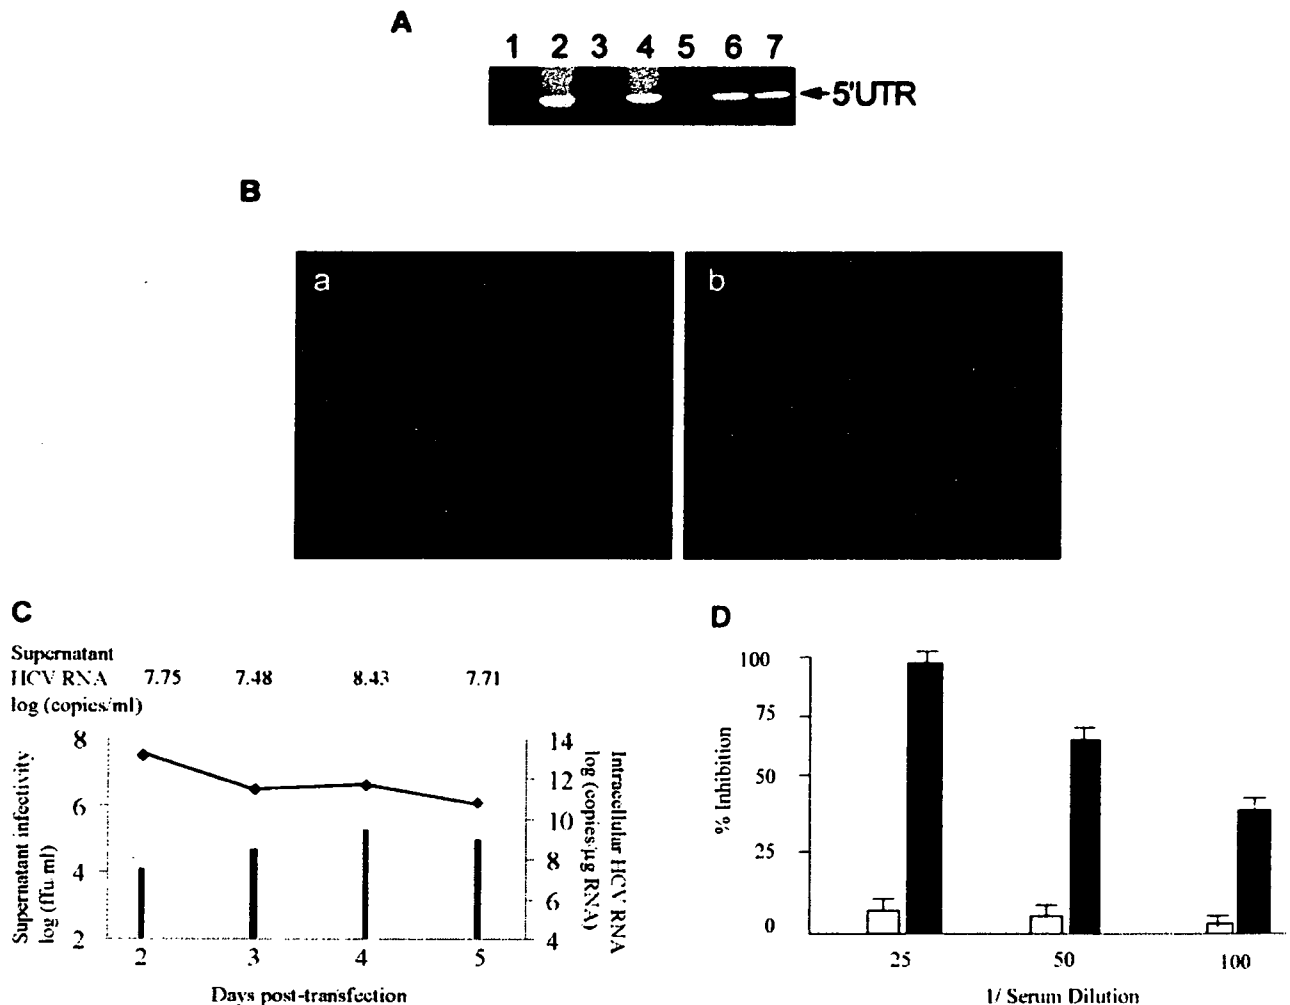 A
1 2 3 4 5 6 7
5'UTR
B
a b
C
Supernatant
HCV RNA 7.75 7.48 8.43 7.71
log (copies/ml)
Supernatant infectivity
log (ffu/ml)
8
6
4
2
14
12
10
8
6
4
Intracellular HCV RNA
log (copies/µg RNA)
2 3 4 5
Days post-transfection
D
% Inhibition
100
75
50
25
0
25 50 100
1/ Serum Dilution